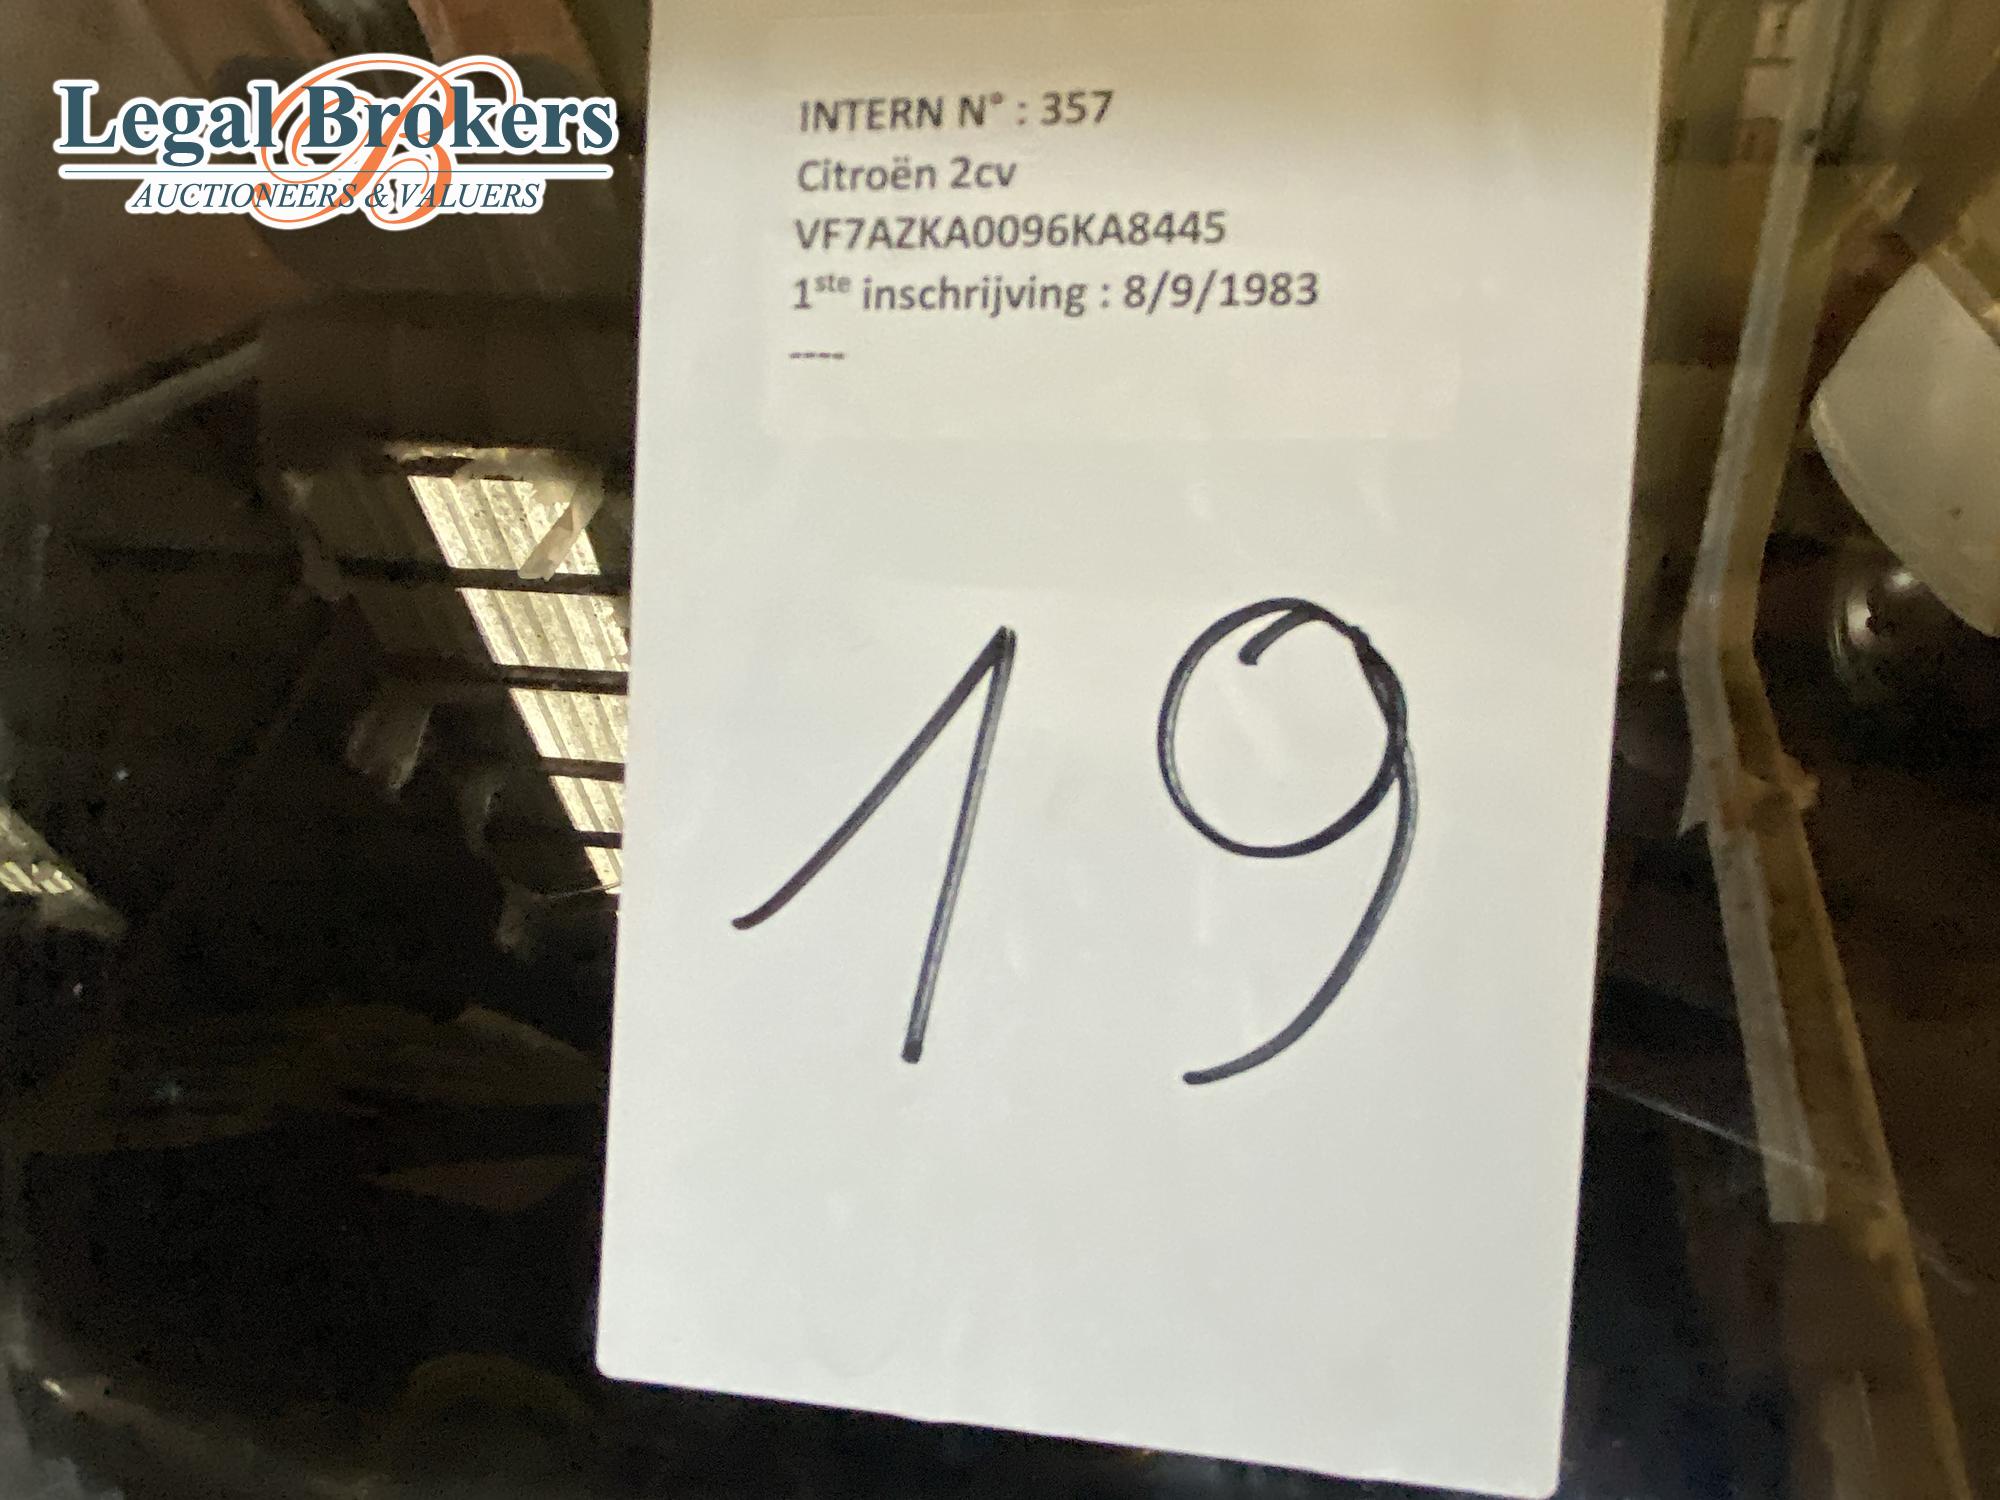 Legal Brokers
AUCTIONEERS & VALUERS
INTERN N° : 357
Citroën 2cv
VF7AZKA0096KA8445
1ste inschrijving : 8/9/1983
----
19